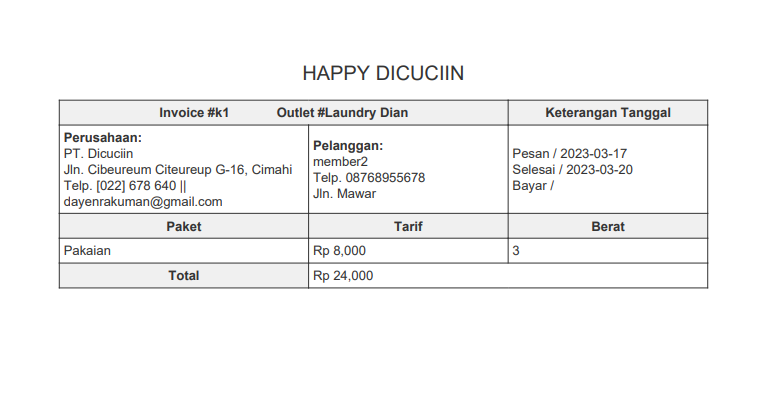 HAPPY DICUCIIN
Invoice #k1 Outlet #Laundry Dian Keterangan Tanggal
Perusahaan:
PT. Dicuciin
Jln. Cibeureum Citeureup G-16, Cimahi
Telp. [022] 678 640 ||
dayenrakuman@gmail.com
Pelanggan:
member2
Telp. 08768955678
Jln. Mawar
Pesan / 2023-03-17
Selesai / 2023-03-20
Bayar /
Paket Tarif Berat
Pakaian Rp 8,000 3
Total Rp 24,000